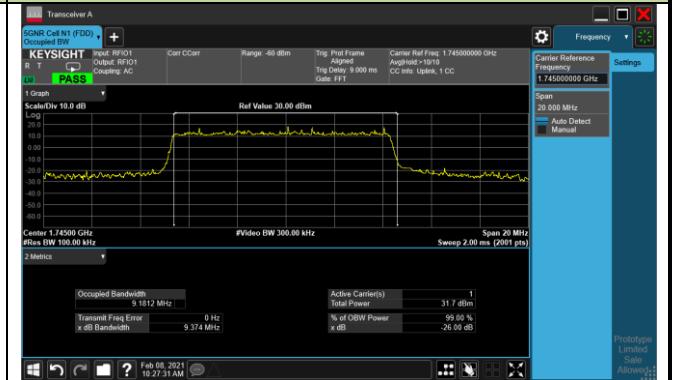 Transceiver A
5GNR Cell N1 (FDD)
Occupied BW
Frequency
KEYSIGHT
R T
PASS
Input: RFIO1
Output: RFIO1
Coupling: AC
Corr CCorr
Range: -60 dBm
Trig: Prot Frame
Aligned
Trig Delay: 9.000 ms
Gate: FFT
Carrier Ref Freq: 1.745000000 GHz
Avg|Hold:>10/10
CC Info: Uplink, 1 CC
Carrier Reference
Frequency
1.745000000 GHz
Settings
Span
20.000 MHz
Auto Detect
Manual
1 Graph
Scale/Div 10.0 dB
Ref Value 30.00 dBm
Log
20.0
10.0
0.00
-10.0
-20.0
-30.0
-40.0
-50.0
-60.0
Center 1.74500 GHz
#Video BW 300.00 kHz
Span 20 MHz
#Res BW 100.00 kHz
Sweep 2.00 ms (2001 pts)
2 Metrics
Occupied Bandwidth
9.1812 MHz
Active Carrier(s) 1
Total Power 31.7 dBm
Transmit Freq Error 0 Hz
x dB Bandwidth 9.374 MHz
% of OBW Power 99.00 %
x dB -26.00 dB
Prototype
Limited
Sale
Allowed
Feb 08, 2021
10:27:31 AM